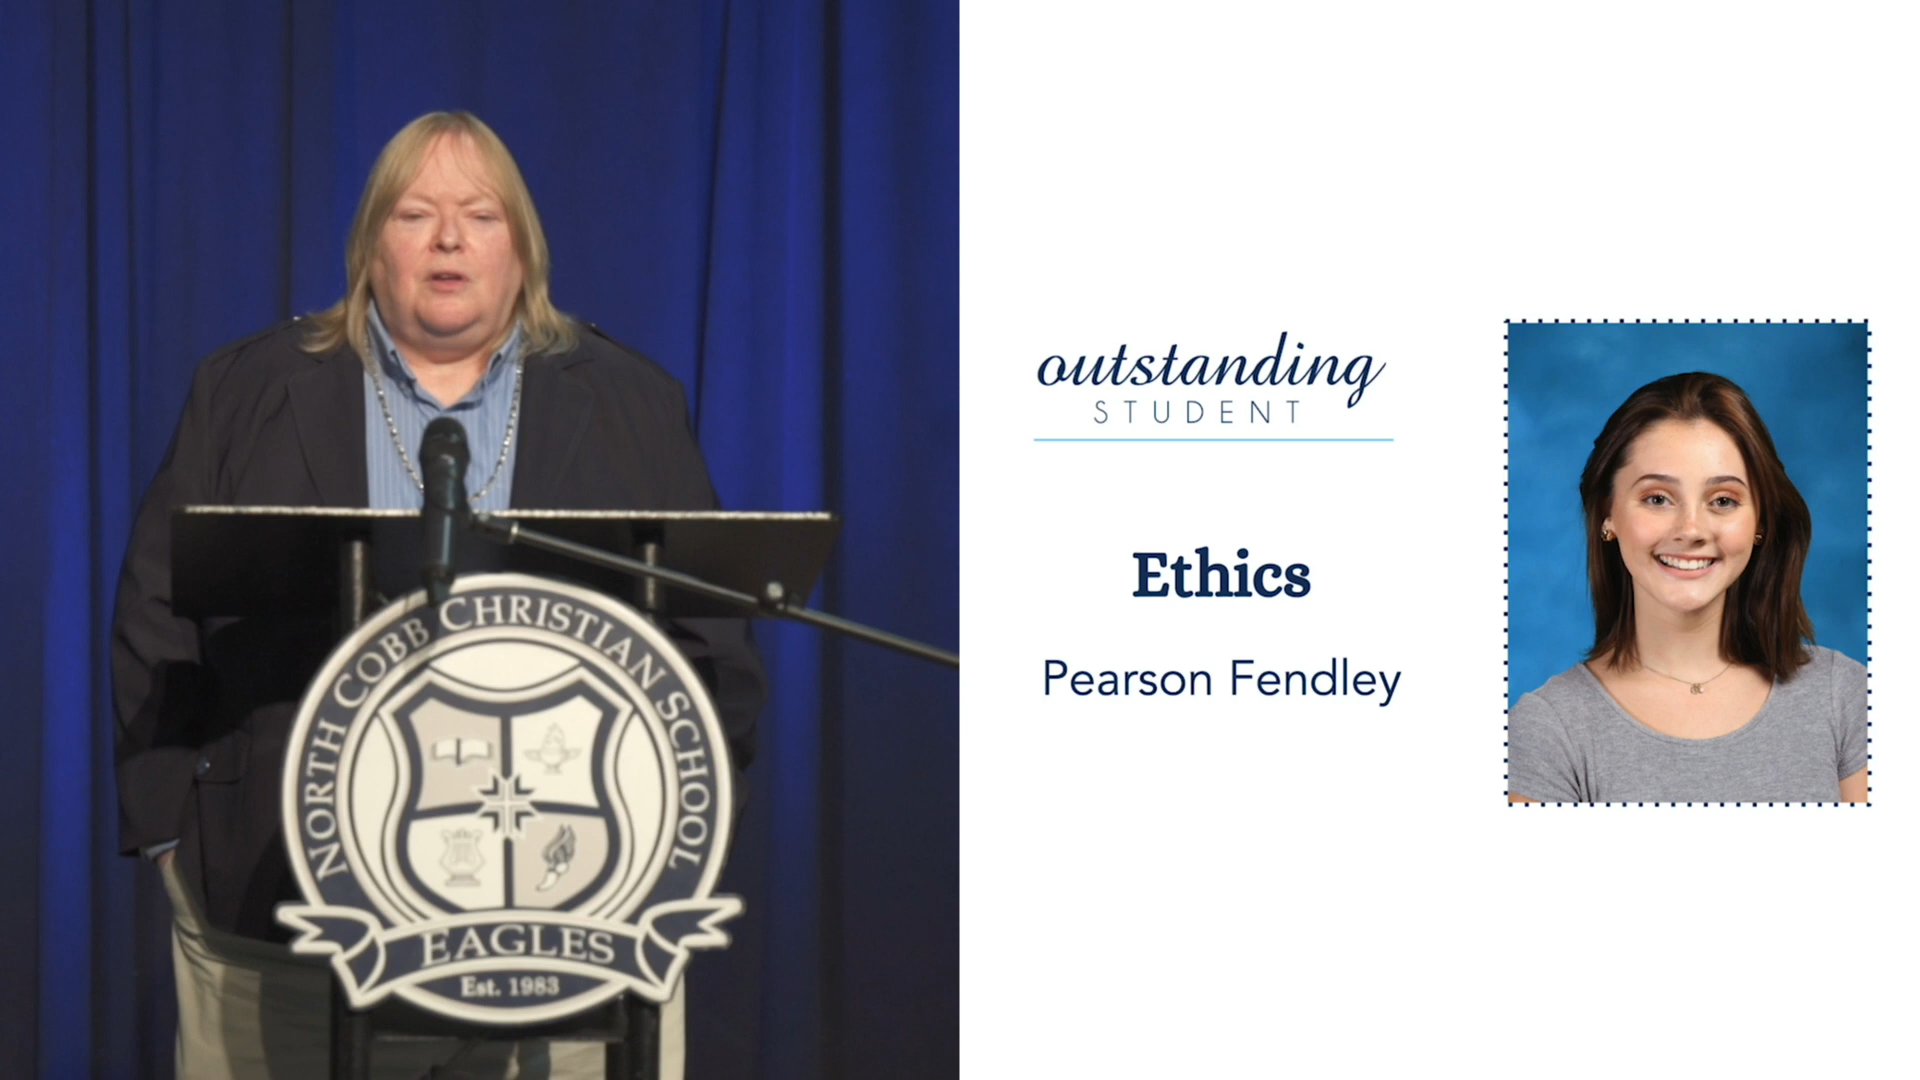 NORTH COBB CHRISTIAN SCHOOL
EAGLES
Est. 1983
outstanding
STUDENT
Ethics
Pearson Fendley